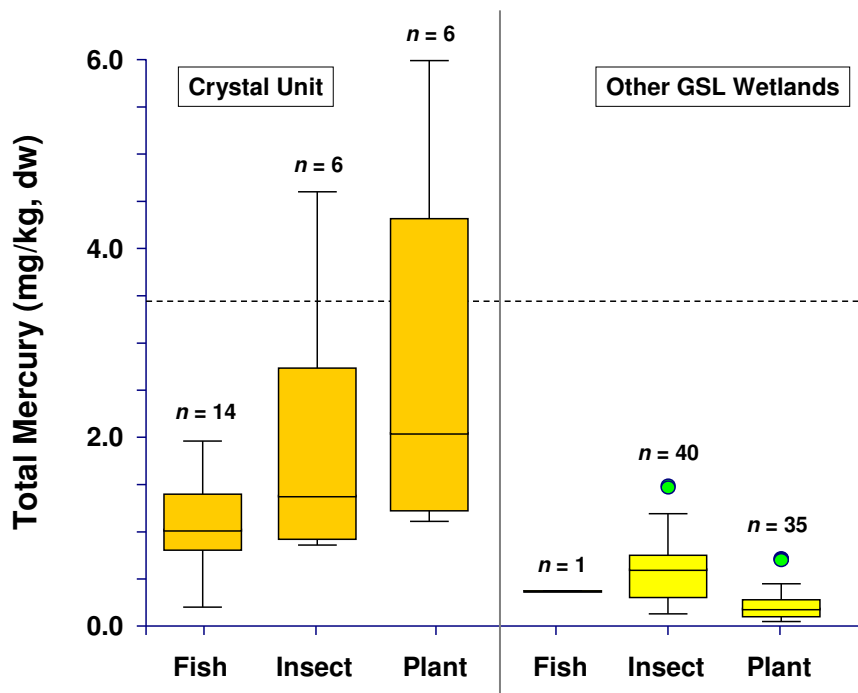 Total Mercury (mg/kg, dw)
6.0
4.0
2.0
0.0
Crystal Unit
n = 14
n = 6
n = 6
Fish
Insect
Plant
Other GSL Wetlands
n = 1
n = 40
n = 35
Fish
Insect
Plant